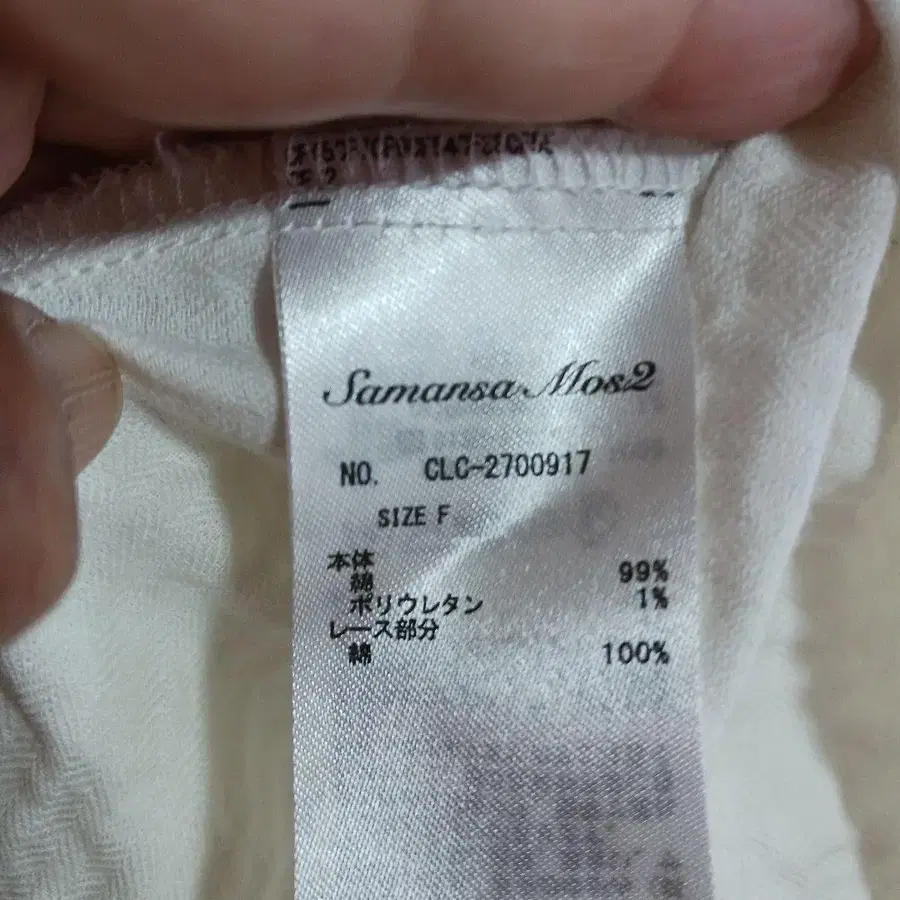 Samansa Mos2
NO. CLC-2700917
SIZE F
本体
綿 99%
ポリウレタン 1%
レース部分
綿 100%